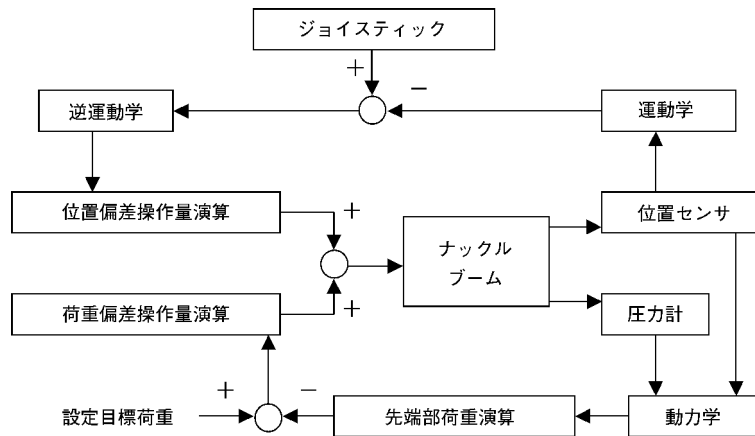 ジョイスティック
＋
－
逆運動学
運動学
位置偏差操作量演算
＋
ナックル
ブーム
位置センサ
荷重偏差操作量演算
＋
圧力計
＋
－
設定目標荷重
先端部荷重演算
動力学